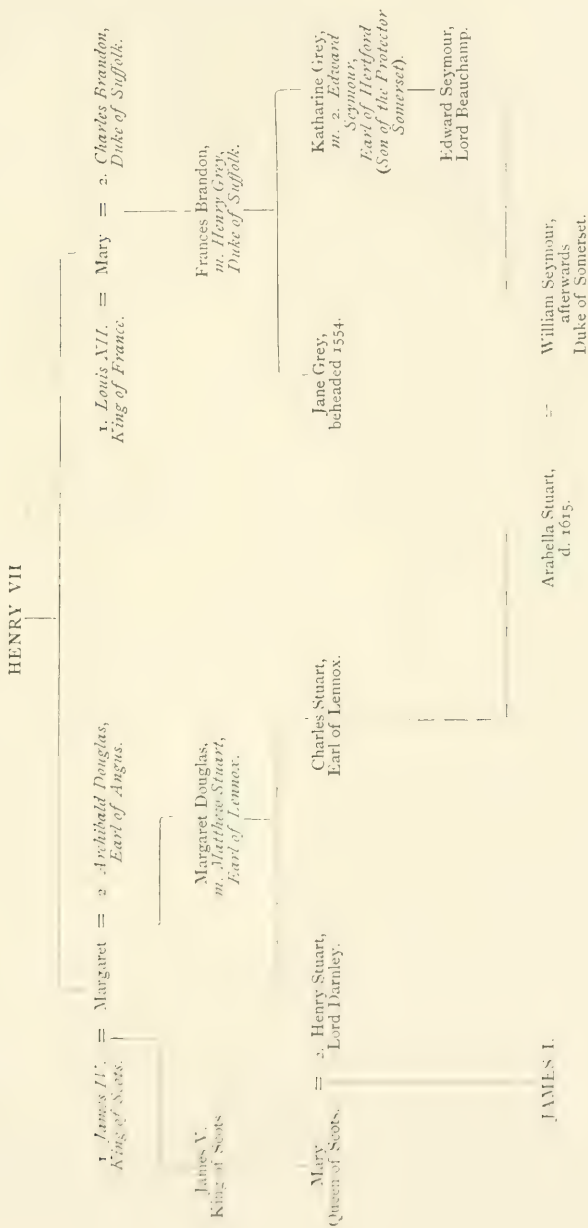 HENRY VII
1. James IV. = Margaret = 2 Archibald Douglas,
King of Scots.
Earl of Angus.
1. Louis XII. = Mary = 2. Charles Brandon,
King of France.
Duke of Suffolk.
James V.
King of Scots
Margaret Douglas,
m. Matthew Stuart,
Earl of Lennox.
Frances Brandon,
m. Henry Grey,
Duke of Suffolk.
Mary = 2. Henry Stuart,
Queen of Scots.
Lord Darnley.
Charles Stuart,
Earl of Lennox.
Jane Grey,
beheaded 1554.
Katharine Grey,
m. 2. Edward
Seymour,
Earl of Hertford
(Son of the Protector
Somerset).
Edward Seymour,
Lord Beauchamp.
JAMES I.
Arabella Stuart,
d. 1615.
=
William Seymour,
afterwards
Duke of Somerset.